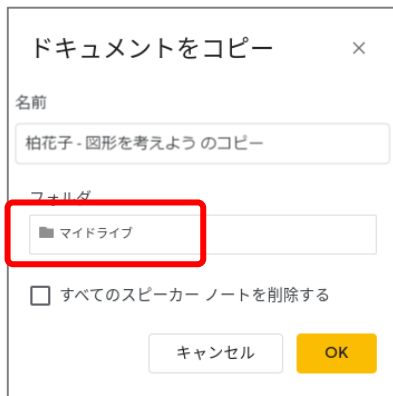 ドキュメントをコピー ×
名前
柏花子 - 図形を考えよう のコピー
フォルダ
マイドライブ
すべてのスピーカー ノートを削除する
キャンセル OK